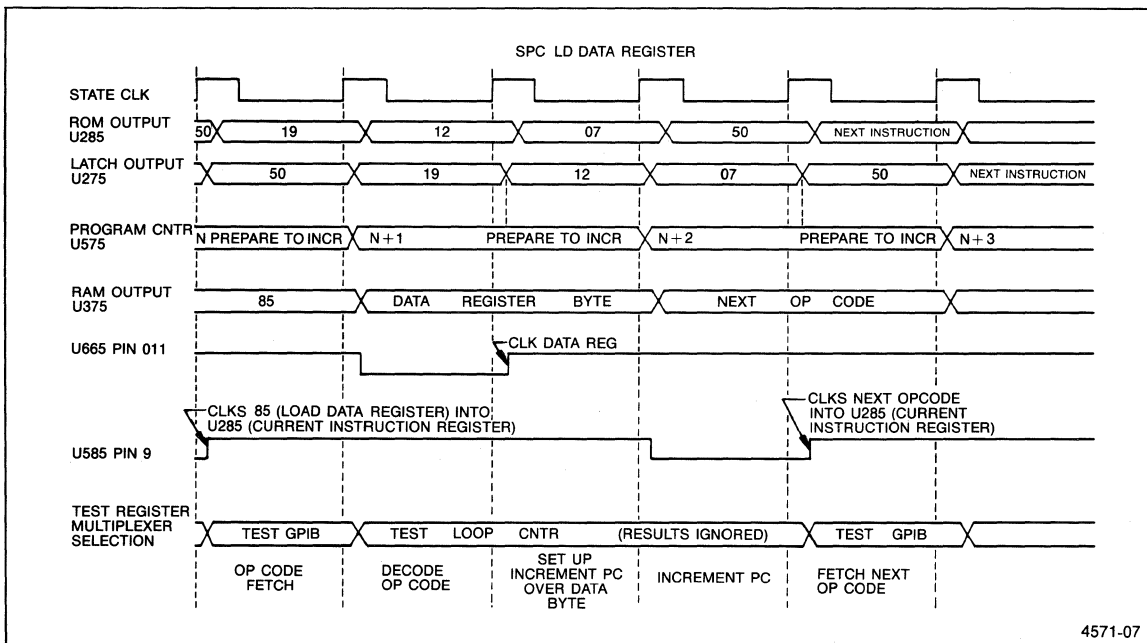 SPC LD DATA REGISTER
STATE CLK
ROM OUTPUT
U285
50 19 12 07 50 NEXT INSTRUCTION
LATCH OUTPUT
U275
50 19 12 07 50 NEXT INSTRUCTION
PROGRAM CNTR
U575
N PREPARE TO INCR N+1 PREPARE TO INCR N+2 PREPARE TO INCR N+3
RAM OUTPUT
U375
85 DATA REGISTER BYTE NEXT OP CODE
U665 PIN 011
CLK DATA REG
CLKS 85 (LOAD DATA REGISTER) INTO
U285 (CURRENT INSTRUCTION REGISTER)
CLKS NEXT OPCODE
INTO U285 (CURRENT
INSTRUCTION REGISTER)
U585 PIN 9
TEST REGISTER
MULTIPLEXER
SELECTION
TEST GPIB TEST LOOP CNTR (RESULTS IGNORED) TEST GPIB
OP CODE
FETCH
DECODE
OP CODE
SET UP
INCREMENT PC
OVER DATA
BYTE
INCREMENT PC
FETCH NEXT
OP CODE
4571-07